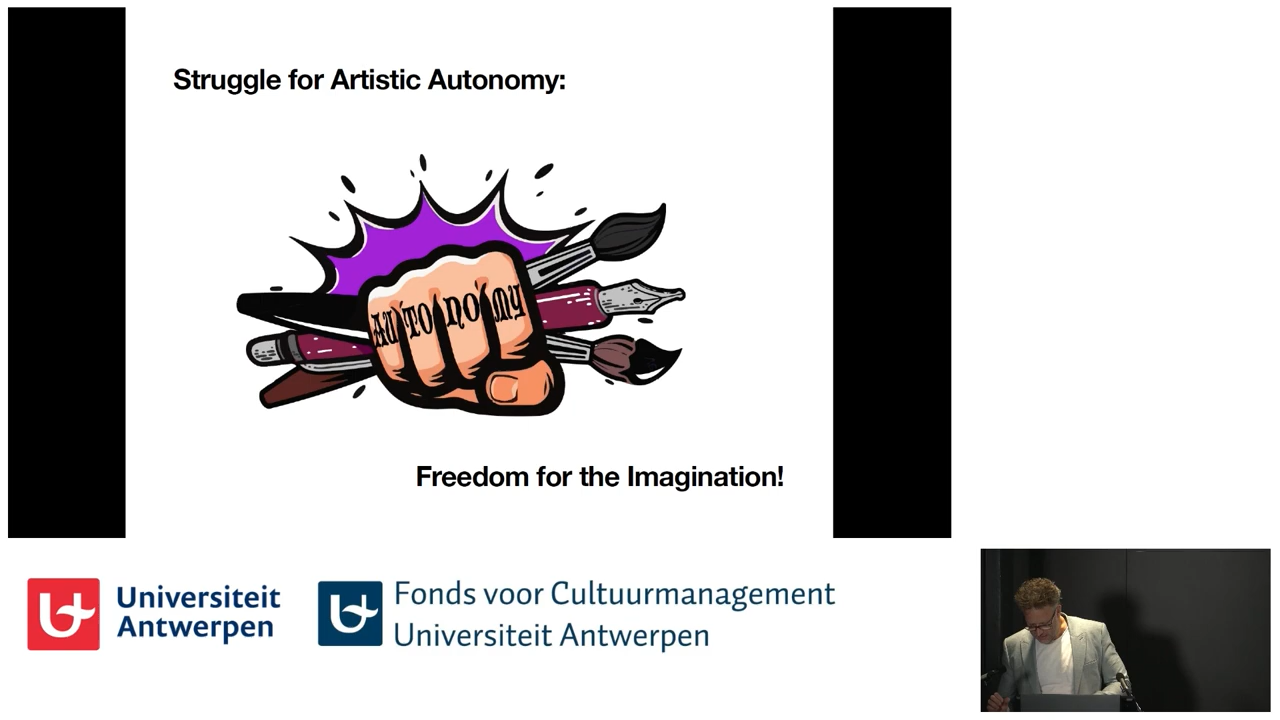 Struggle for Artistic Autonomy:
AUTONOMY
Freedom for the Imagination!
Universiteit
Antwerpen
Fonds voor Cultuurmanagement
Universiteit Antwerpen